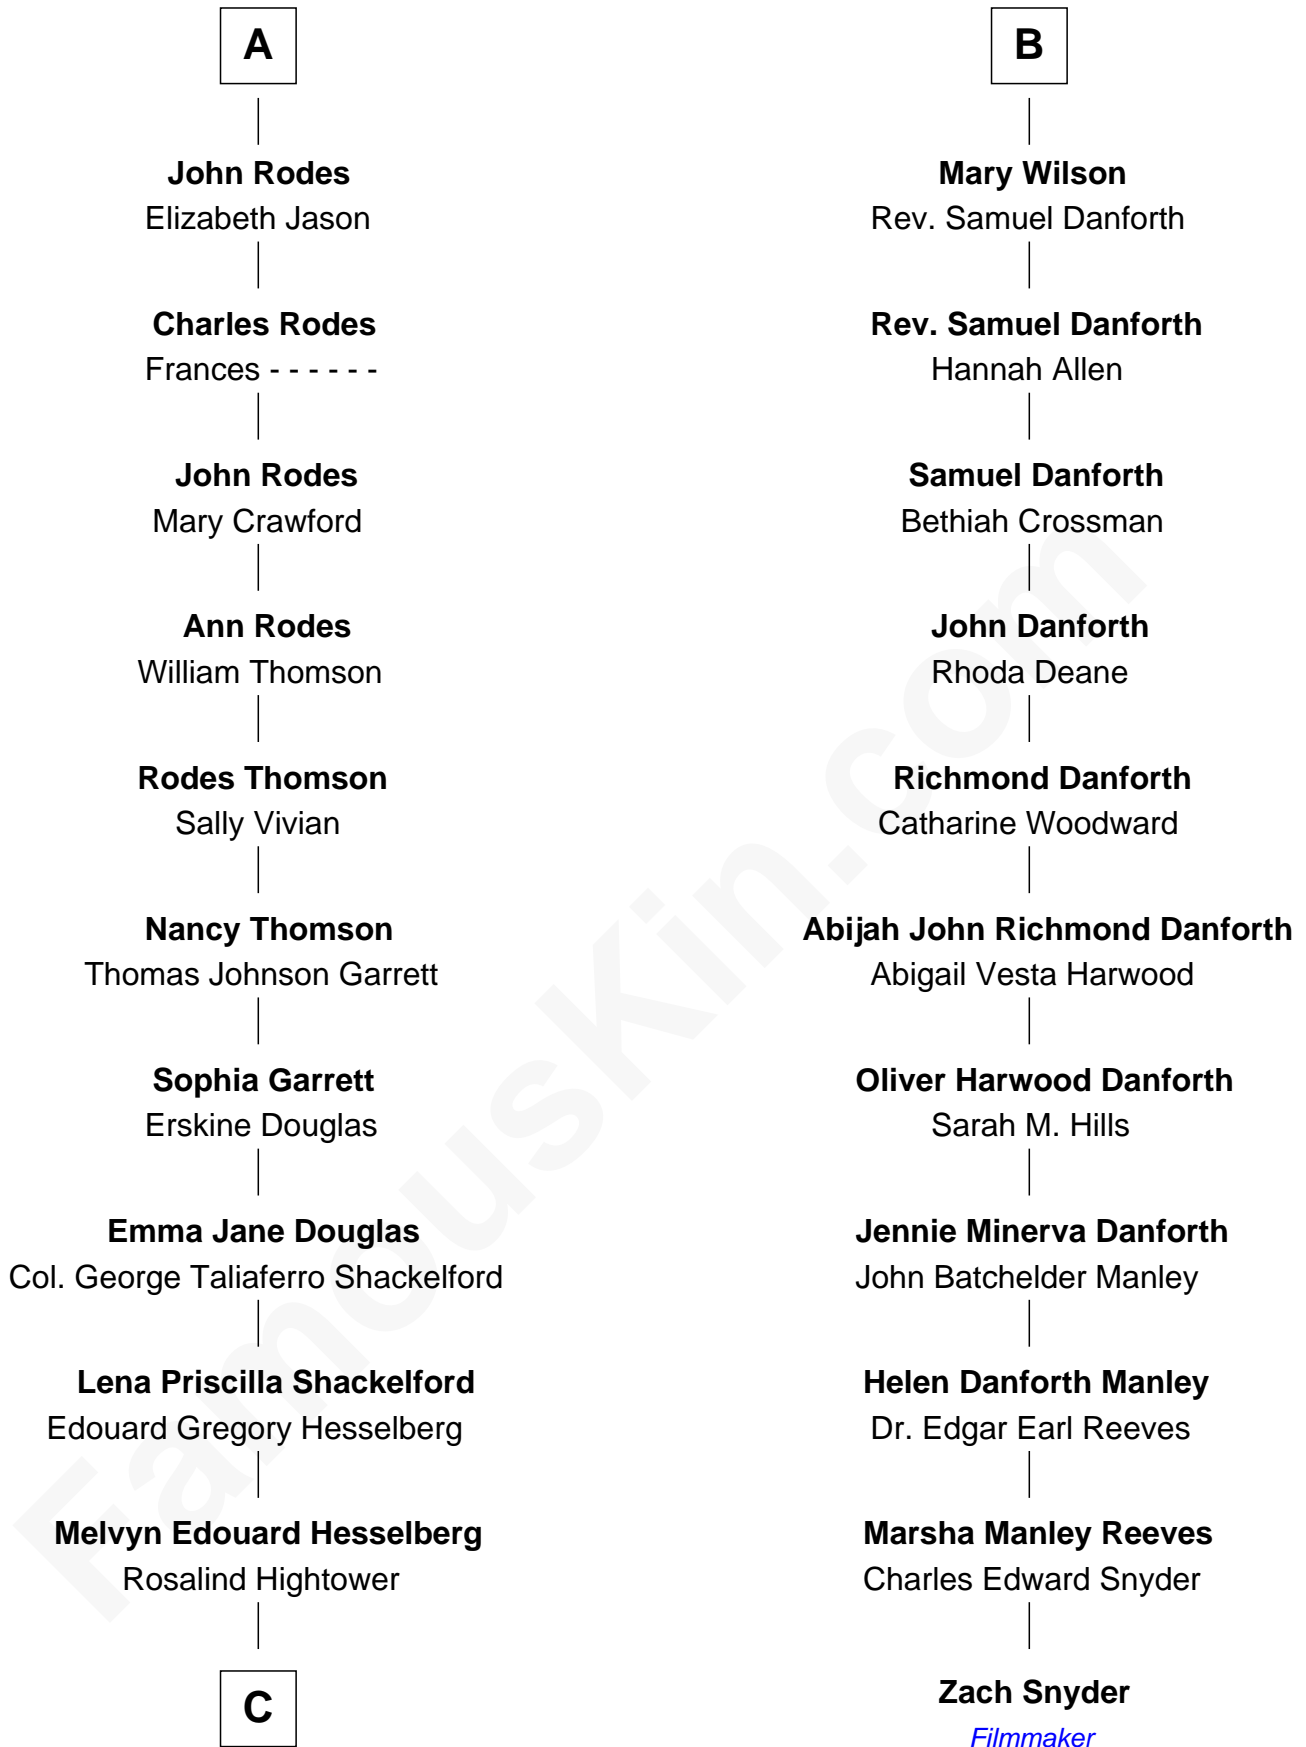 A
John Rodes
Elizabeth Jason
Charles Rodes
Frances - - - - - -
John Rodes
Mary Crawford
Ann Rodes
William Thomson
Rodes Thomson
Sally Vivian
Nancy Thomson
Thomas Johnson Garrett
Sophia Garrett
Erskine Douglas
Emma Jane Douglas
Col. George Taliaferro Shackelford
Lena Priscilla Shackelford
Edouard Gregory Hesselberg
Melvyn Edouard Hesselberg
Rosalind Hightower
C
B
Mary Wilson
Rev. Samuel Danforth
Rev. Samuel Danforth
Hannah Allen
Samuel Danforth
Bethiah Crossman
John Danforth
Rhoda Deane
Richmond Danforth
Catharine Woodward
Abijah John Richmond Danforth
Abigail Vesta Harwood
Oliver Harwood Danforth
Sarah M. Hills
Jennie Minerva Danforth
John Batchelder Manley
Helen Danforth Manley
Dr. Edgar Earl Reeves
Marsha Manley Reeves
Charles Edward Snyder
Zach Snyder
Filmmaker
FamousKin.com